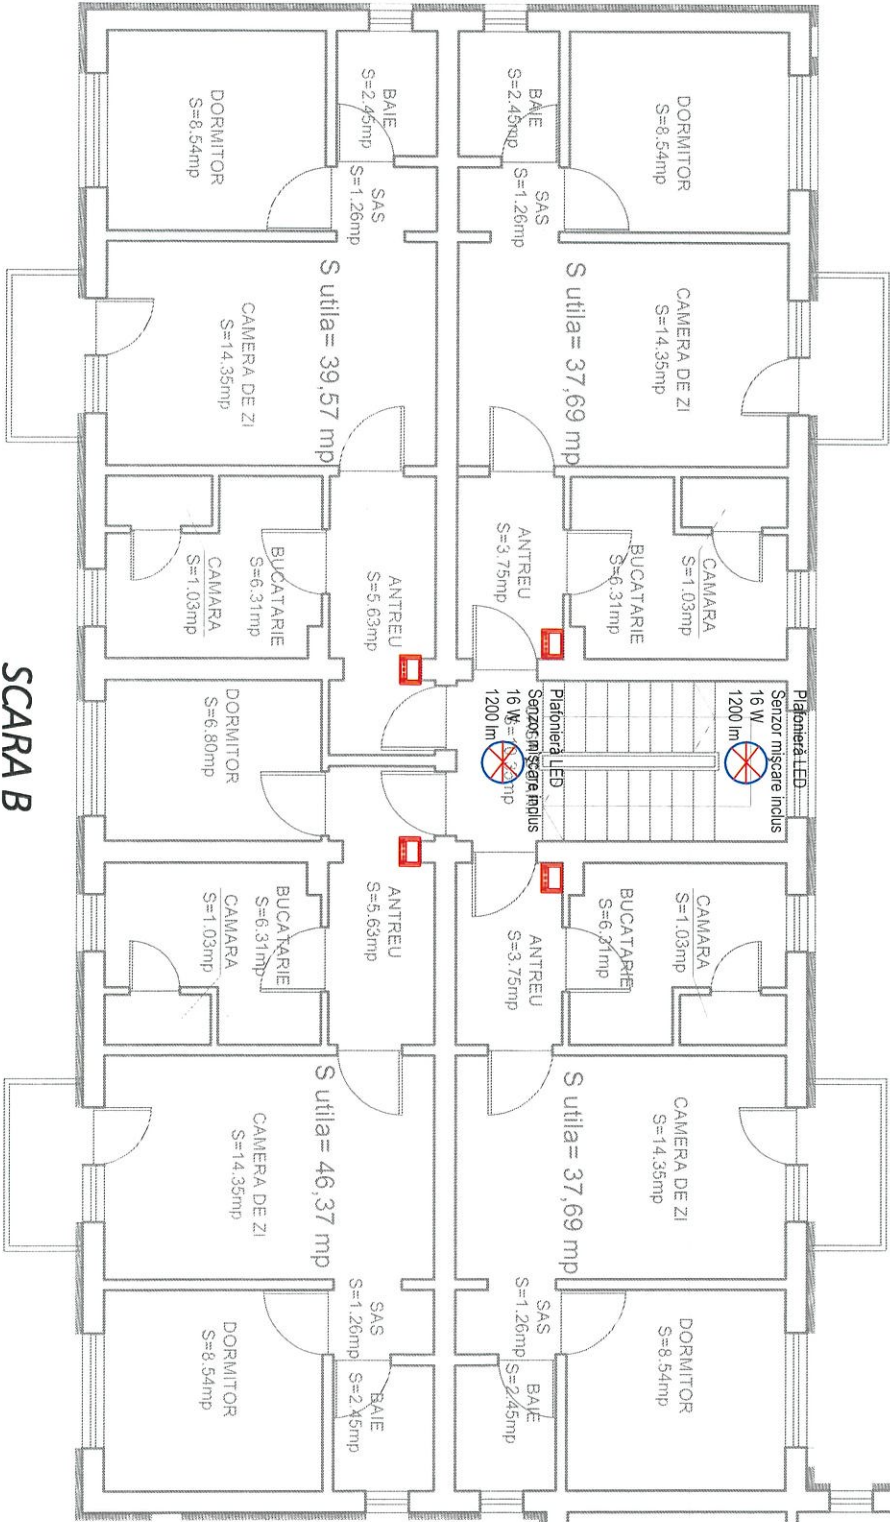 DORMITOR
S=8.54mp
BAIE
S=2.45mp
BAIE
S=2.45mp
DORMITOR
S=8.54mp
SAS
S=1.26mp
SAS
S=1.26mp
CAMERA DE ZI
S=14.35mp
S utila= 39,57 mp
S utila= 37,69 mp
CAMERA DE ZI
S=14.35mp
CAMARA
S=1.03mp
BUCATARIE
S=6.31mp
ANTREU
S=5.63mp
ANTREU
S=3.75mp
BUCATARIE
S=6.31mp
CAMARA
S=1.03mp
DORMITOR
S=6.80mp
Plafonieră LED
Senzor mișcare inclus
16 W
1200 lm
Plafonieră LED
Senzor mișcare inclus
16 W
1200 lm
SCARA B
CAMARA
S=1.03mp
BUCATARIE
S=6.31mp
ANTREU
S=5.63mp
ANTREU
S=3.75mp
BUCATARIE
S=6.31mp
CAMARA
S=1.03mp
CAMERA DE ZI
S=14.35mp
S utila= 46,37 mp
S utila= 37,69 mp
CAMERA DE ZI
S=14.35mp
SAS
S=1.26mp
SAS
S=1.26mp
DORMITOR
S=8.54mp
BAIE
S=2.45mp
BAIE
S=2.45mp
DORMITOR
S=8.54mp